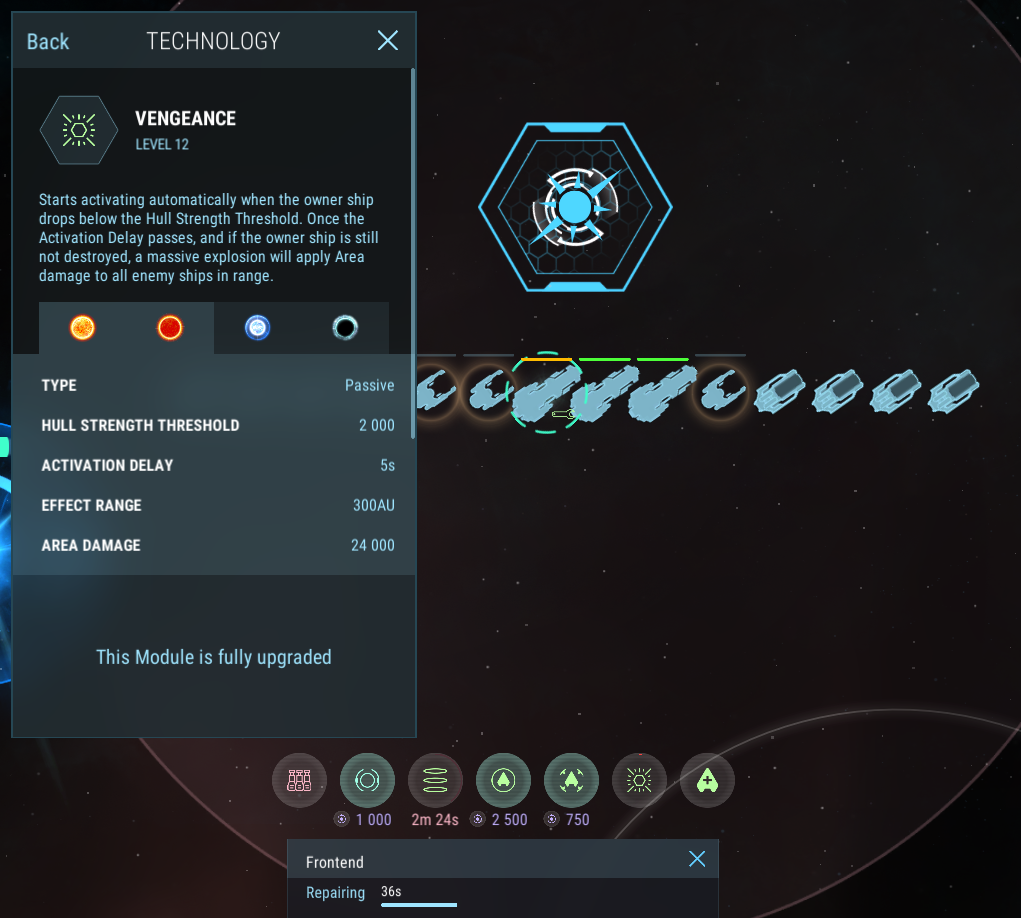 Back TECHNOLOGY
VENGEANCE
LEVEL 12
Starts activating automatically when the owner ship
drops below the Hull Strength Threshold. Once the
Activation Delay passes, and if the owner ship is still
not destroyed, a massive explosion will apply Area
damage to all enemy ships in range.
TYPE Passive
HULL STRENGTH THRESHOLD 2 000
ACTIVATION DELAY 5s
EFFECT RANGE 300AU
AREA DAMAGE 24 000
This Module is fully upgraded
1 000 2m 24s 2 500 750
Frontend
Repairing 36s